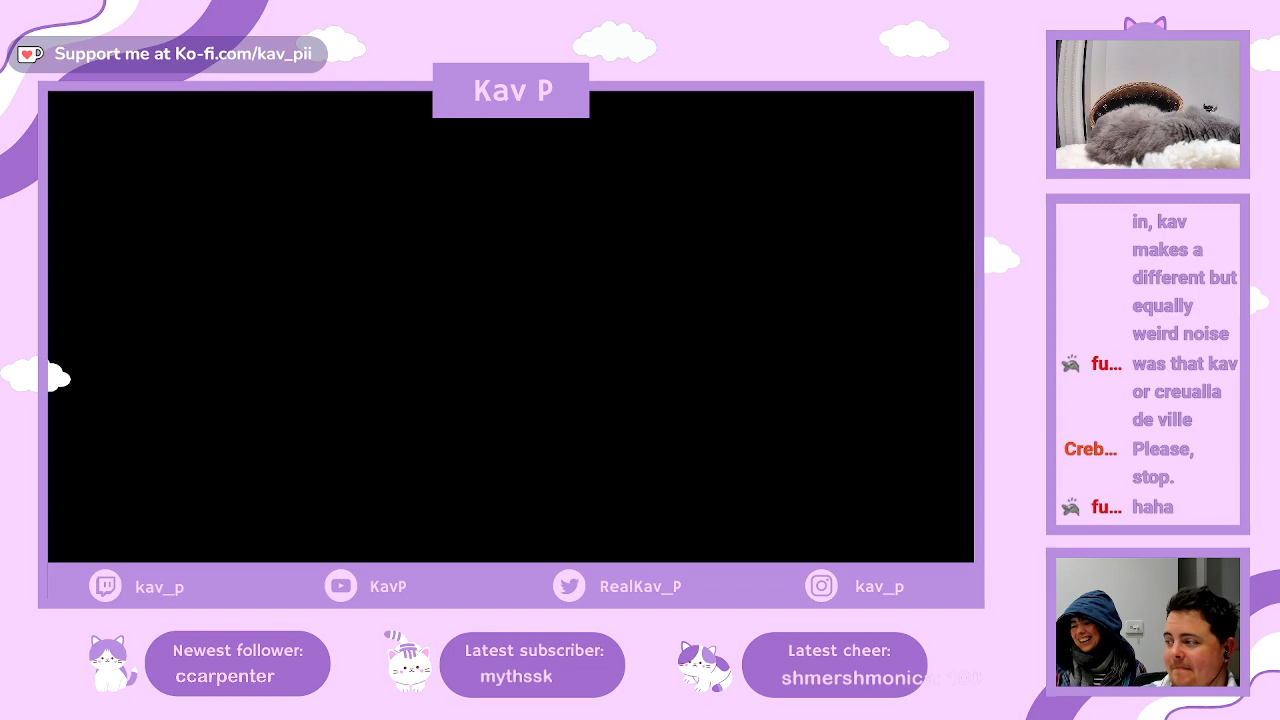 Support me at Ko-fi.com/kav_pii
Kav P
in, kav
makes a
different but
equally
weird noise
fu... was that kav
or creualla
de ville
Creb... Please,
stop.
fu... haha
kav_p
KavP
RealKav_P
kav_p
Newest follower:
ccarpenter
Latest subscriber:
mythssk
Latest cheer:
shmershmonica: